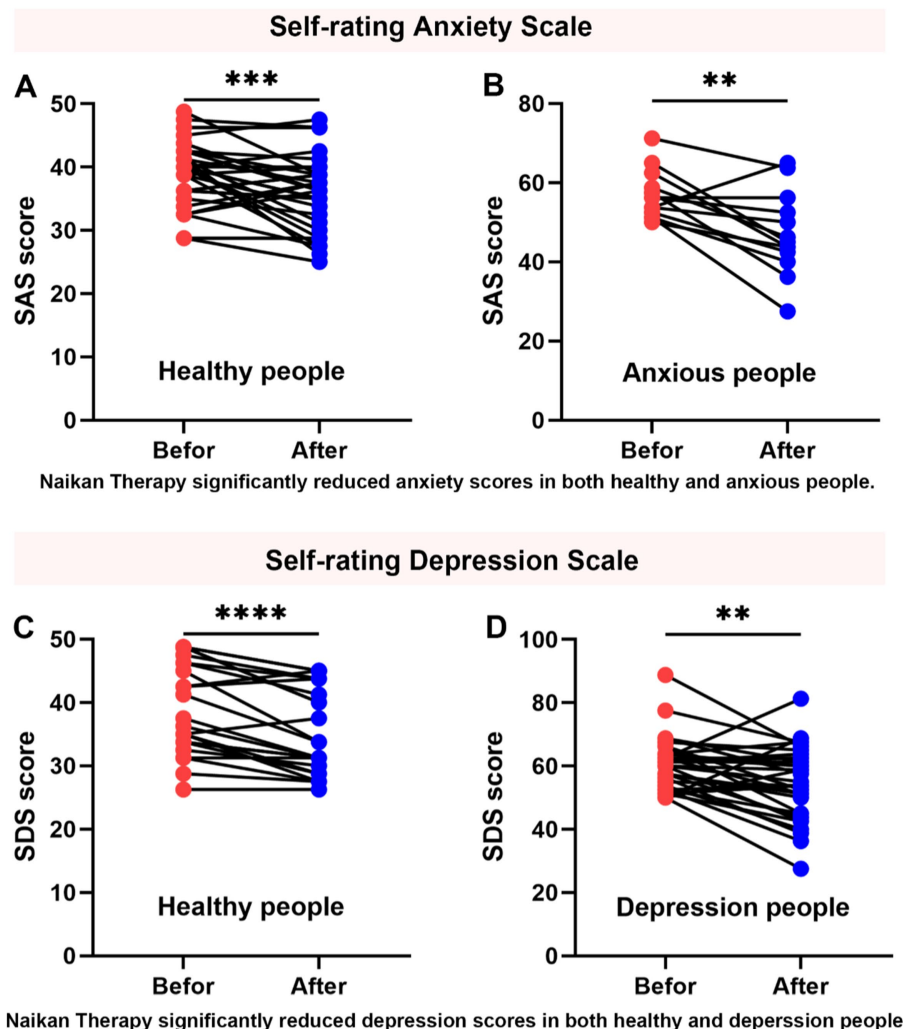 Self-rating Anxiety Scale
A
***
50
40
30
20
10
0
SAS score
Healthy people
Befor After
B
**
80
60
40
20
0
SAS score
Anxious people
Befor After
Naikan Therapy significantly reduced anxiety scores in both healthy and anxious people.
Self-rating Depression Scale
C
****
50
40
30
20
10
0
SDS score
Healthy people
Befor After
D
**
100
80
60
40
20
0
SDS score
Depression people
Befor After
Naikan Therapy significantly reduced depression scores in both healthy and deperssion people